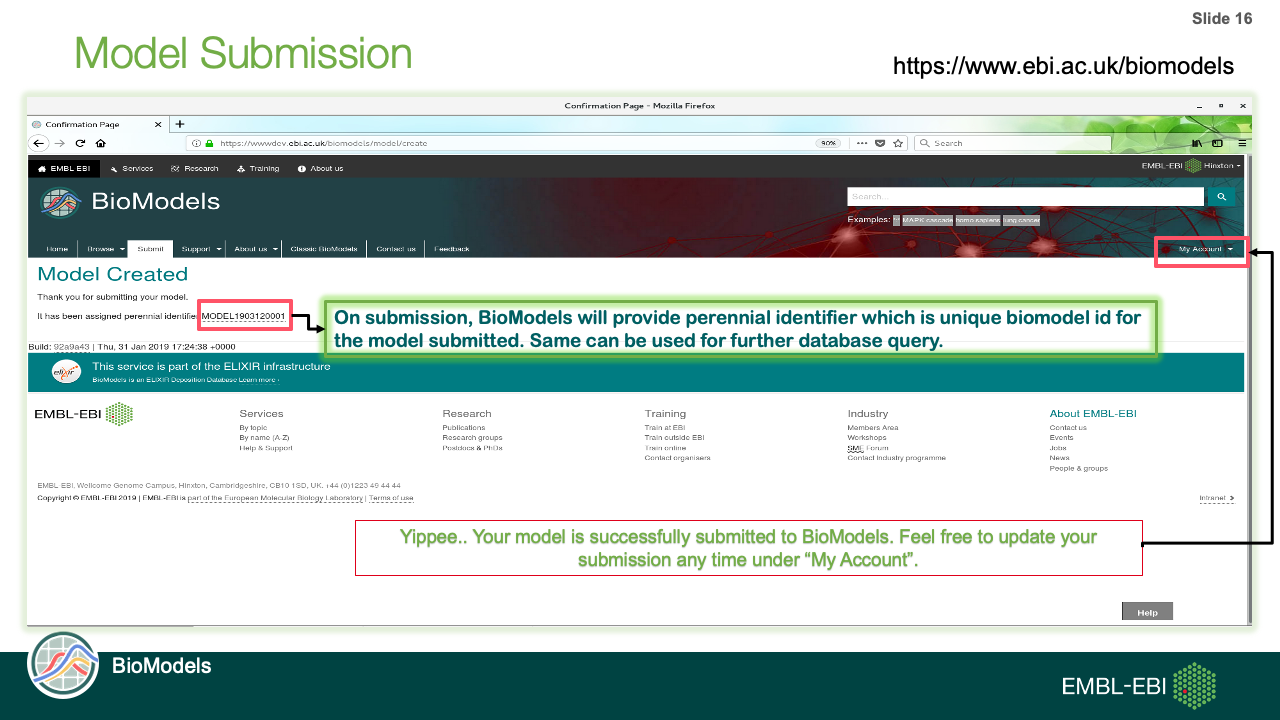 Slide 16
Model Submission
https://www.ebi.ac.uk/biomodels
Confirmation Page - Mozilla Firefox
Confirmation Page
https://wwwdev.ebi.ac.uk/biomodels/model/create
90%
Search
EMBL-EBI Services Research Training About us
EMBL-EBI Hinxton
BioModels
Search...
Examples: MAPK cascade homo sapiens lung cancer
Home Browse Submit Support About us Classic BioModels Contact us Feedback
My Account
Model Created
Thank you for submitting your model.
It has been assigned perennial identifier MODEL1903120001
On submission, BioModels will provide perennial identifier which is unique biomodel id for
the model submitted. Same can be used for further database query.
Build: 92a9a43 | Thu, 31 Jan 2019 17:24:38 +0000
elixir
This service is part of the ELIXIR infrastructure
BioModels is an ELIXIR Deposition Database Learn more ›
EMBL-EBI
Services
By topic
By name (A-Z)
Help & Support
Research
Publications
Research groups
Postdocs & PhDs
Training
Train at EBI
Train outside EBI
Train online
Contact organisers
Industry
Members Area
Workshops
SME Forum
Contact Industry programme
About EMBL-EBI
Contact us
Events
Jobs
News
People & groups
EMBL-EBI, Wellcome Genome Campus, Hinxton, Cambridgeshire, CB10 1SD, UK. +44 (0)1223 49 44 44
Copyright © EMBL-EBI 2019 | EMBL-EBI is part of the European Molecular Biology Laboratory | Terms of use
Intranet
Yippee.. Your model is successfully submitted to BioModels. Feel free to update your
submission any time under “My Account”.
Help
BioModels
EMBL-EBI